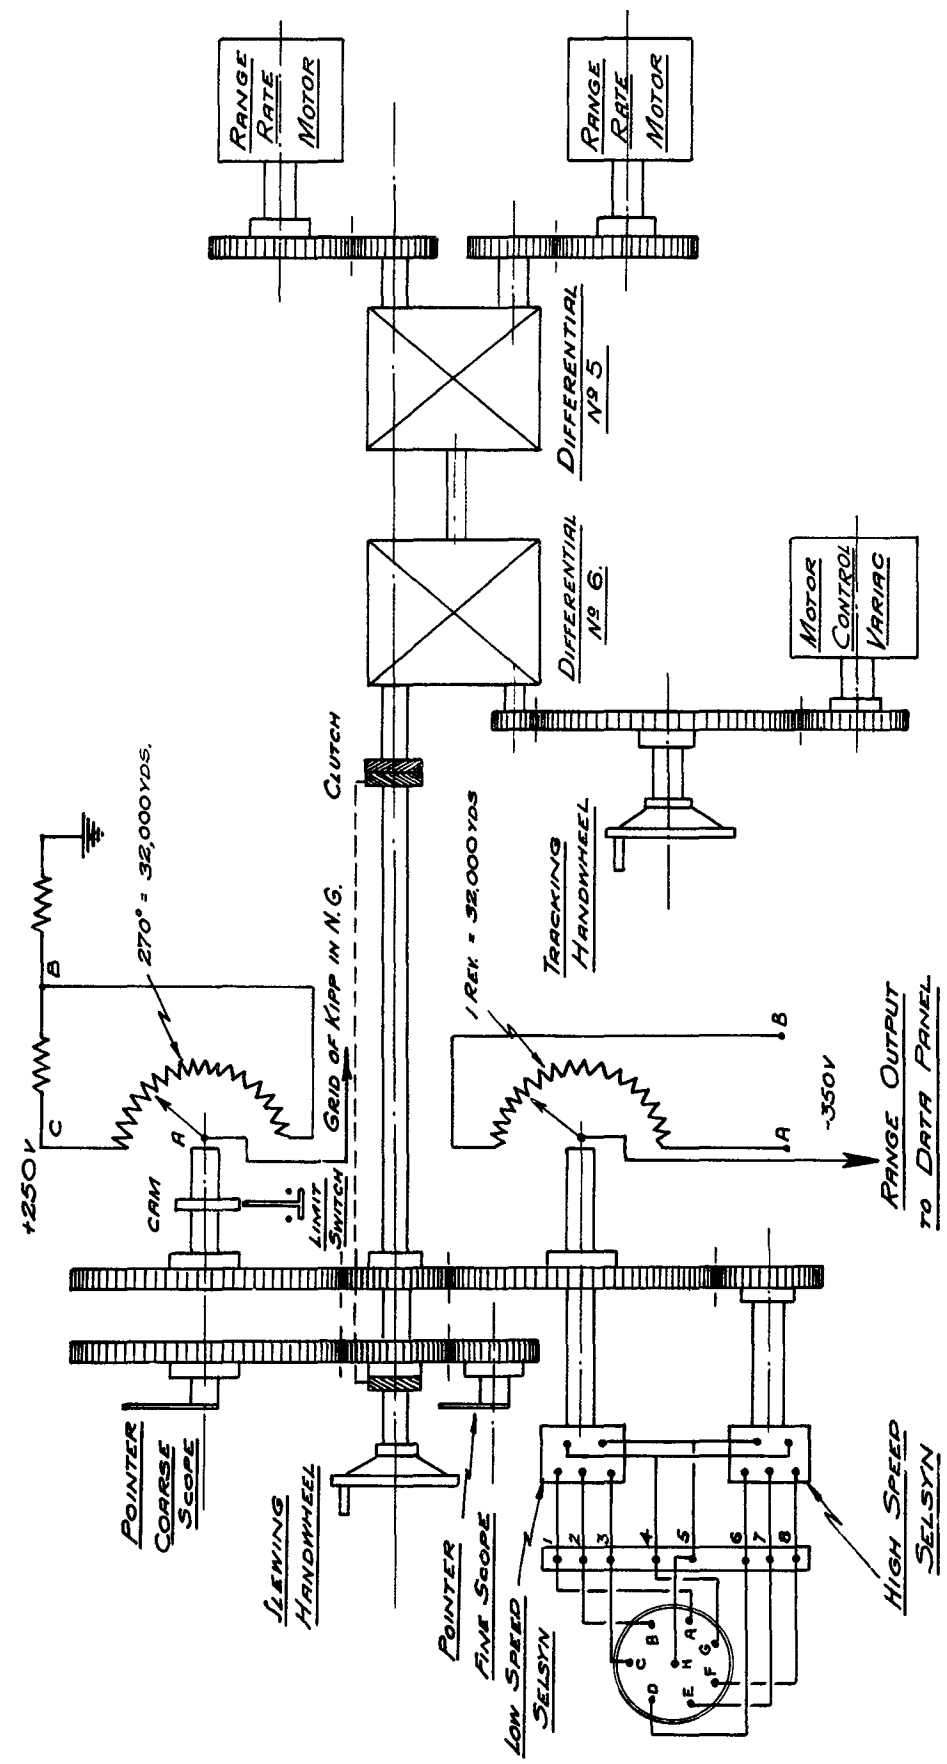 +250V
C
B
270° = 32,000YDS.
POINTER
COARSE
SCOPE
CAM
A
LIMIT
SWITCH
GRID OF KIPP IN N.G.
CLUTCH
RANGE
RATE
MOTOR
SLEWING
HANDWHEEL
POINTER
FINE SCOPE
1 REV. = 32,000YDS
LOW SPEED
SELSYN
TRACKING
HANDWHEEL
DIFFERENTIAL
Nº 6.
DIFFERENTIAL
Nº 5
RANGE
RATE
MOTOR
1
2
3
4
5
6
7
8
A
B
C
D
E
F
G
H
A
B
-350V
MOTOR
CONTROL
VARIAC
HIGH SPEED
SELSYN
RANGE OUTPUT
TO DATA PANEL